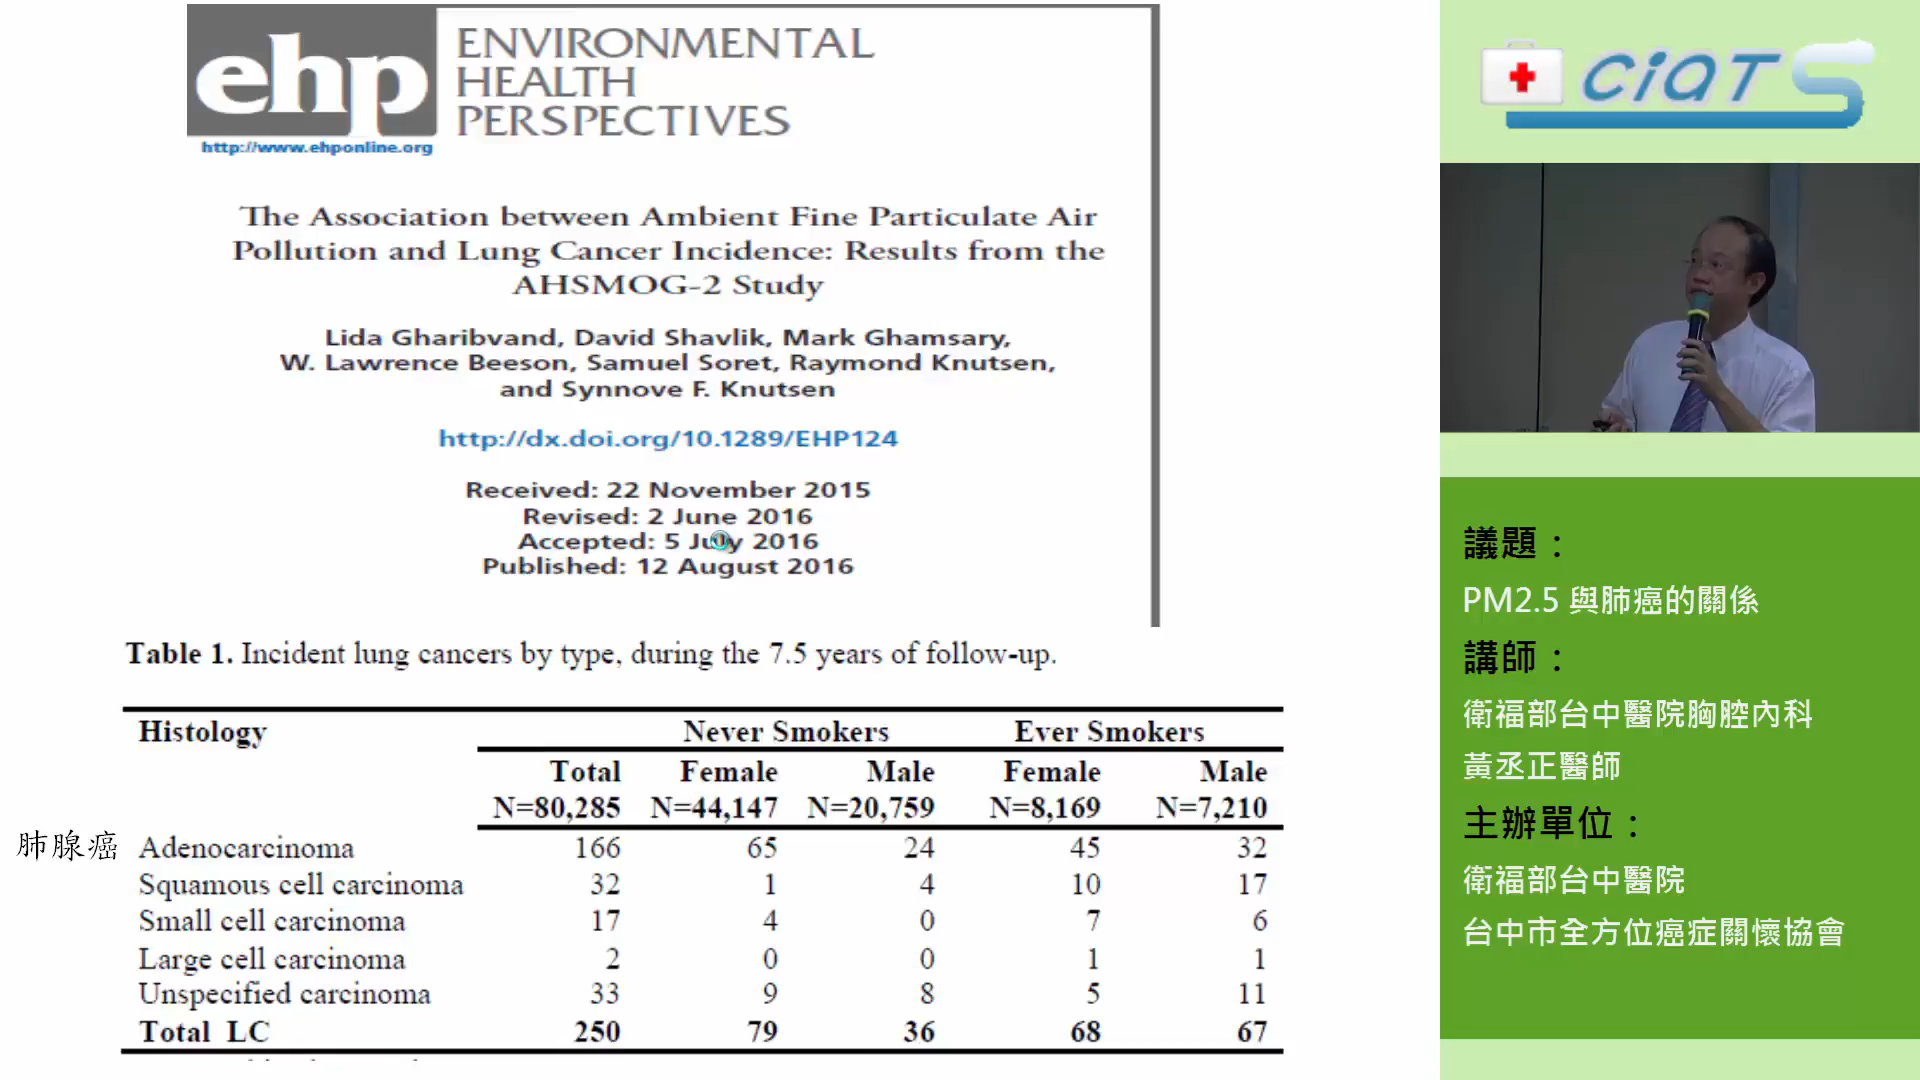 ehp
ENVIRONMENTAL
HEALTH
PERSPECTIVES
http://www.ehponline.org
The Association between Ambient Fine Particulate Air
Pollution and Lung Cancer Incidence: Results from the
AHSMOG-2 Study
Lida Gharibvand, David Shavlik, Mark Ghamsary,
W. Lawrence Beeson, Samuel Soret, Raymond Knutsen,
and Synnove F. Knutsen
http://dx.doi.org/10.1289/EHP124
Received: 22 November 2015
Revised: 2 June 2016
Accepted: 5 July 2016
Published: 12 August 2016
Table 1. Incident lung cancers by type, during the 7.5 years of follow-up.
Histology Never Smokers Ever Smokers
Total Female Male Female Male
N=80,285 N=44,147 N=20,759 N=8,169 N=7,210
肺腺癌 Adenocarcinoma 166 65 24 45 32
Squamous cell carcinoma 32 1 4 10 17
Small cell carcinoma 17 4 0 7 6
Large cell carcinoma 2 0 0 1 1
Unspecified carcinoma 33 9 8 5 11
Total LC 250 79 36 68 67
CiaTS
議題：
PM2.5 與肺癌的關係
講師：
衛福部台中醫院胸腔內科
黃丞正醫師
主辦單位：
衛福部台中醫院
台中市全方位癌症關懷協會